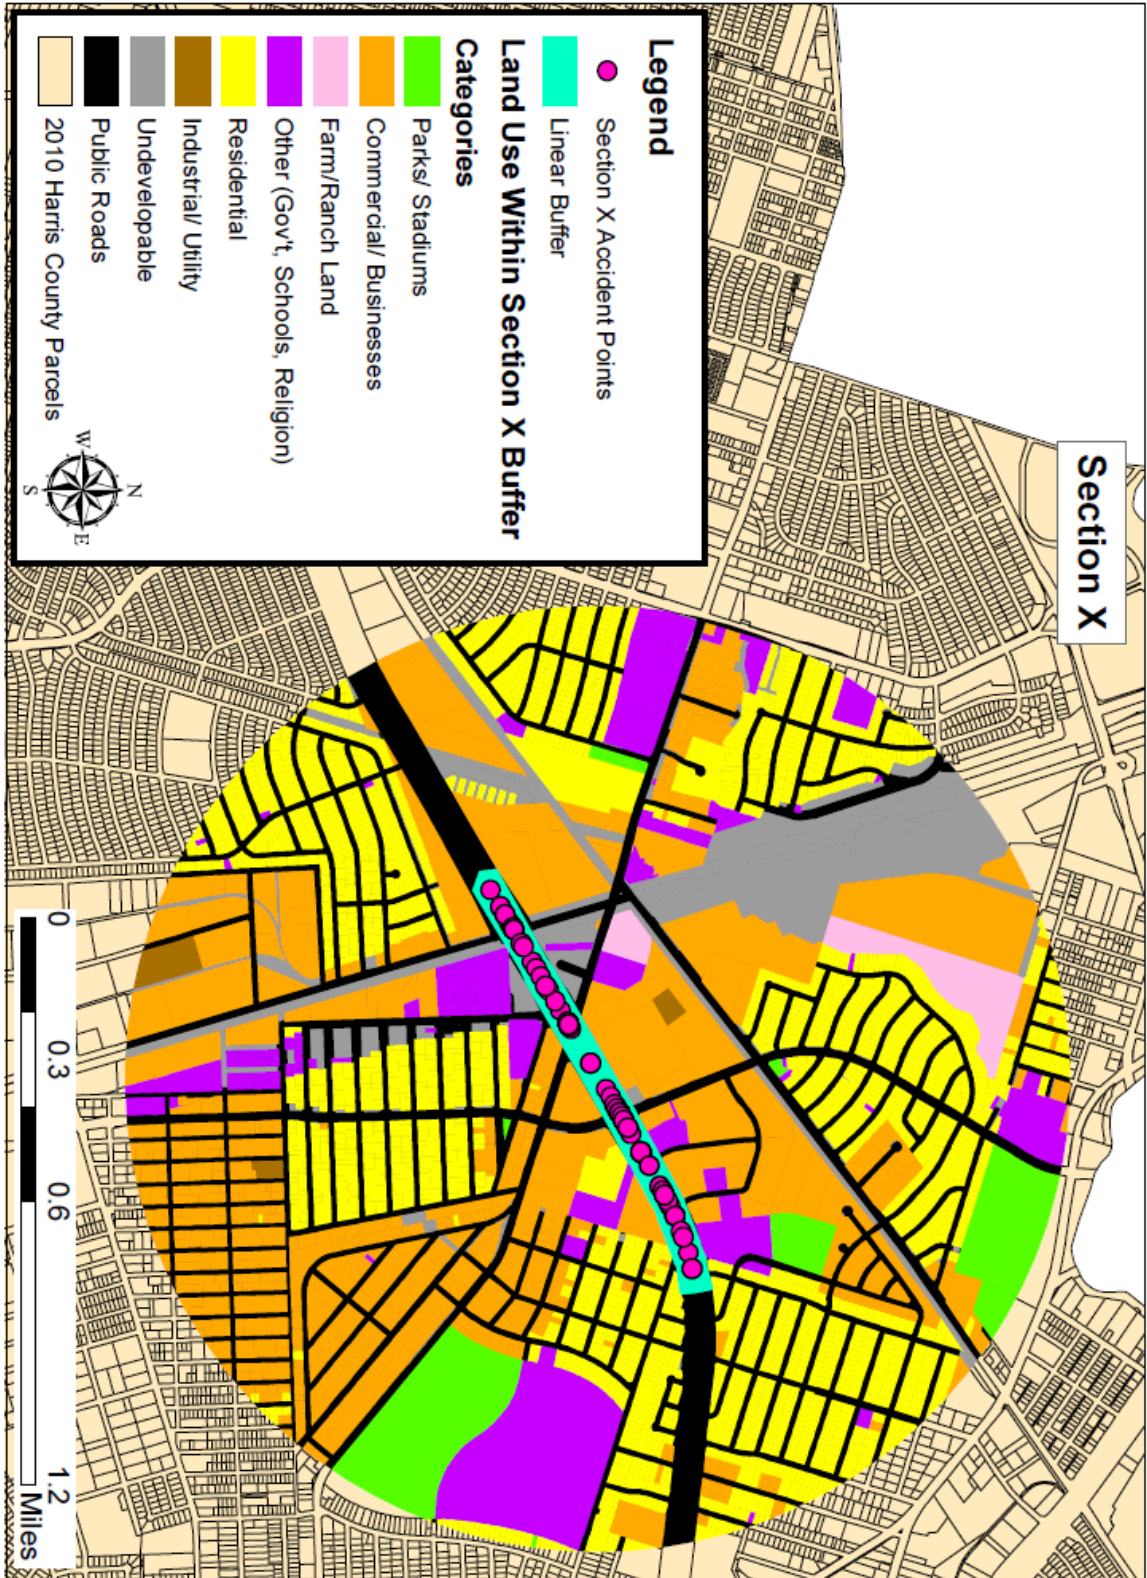 Section X
Legend
Section X Accident Points
Linear Buffer
Land Use Within Section X Buffer
Categories
Parks/ Stadiums
Commercial/ Businesses
Farm/Ranch Land
Other (Gov't, Schools, Religion)
Residential
Industrial/ Utility
Undevelopable
Public Roads
2010 Harris County Parcels
N
W
E
S
0 0.3 0.6 1.2
Miles